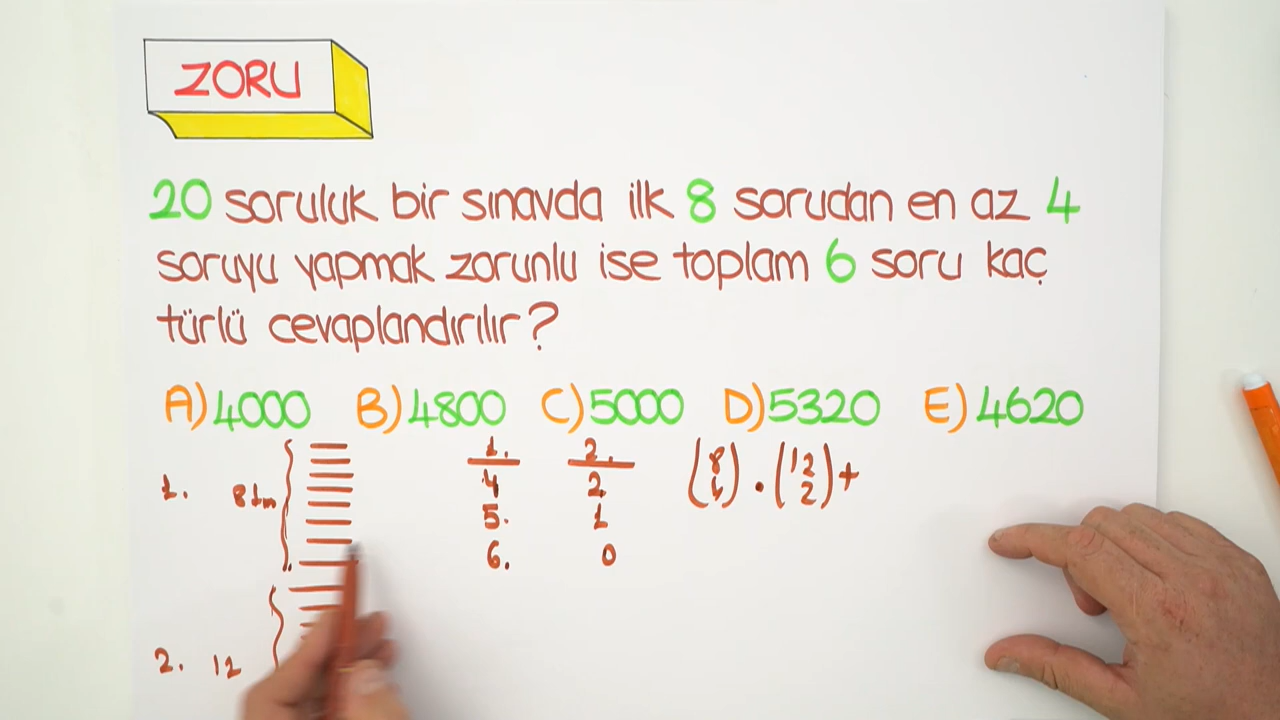 ZORU
20 soruluk bir sınavda ilk 8 sorudan en az 4
soruyu yapmak zorunlu ise toplam 6 soru kaç
türlü cevaplandırılır?
A) 4000 B) 4800 C) 5000 D) 5320 E) 4620
1. 2. (8 4) . (12 2) +
4 2
1. 5. 1
6. 0
2. 12